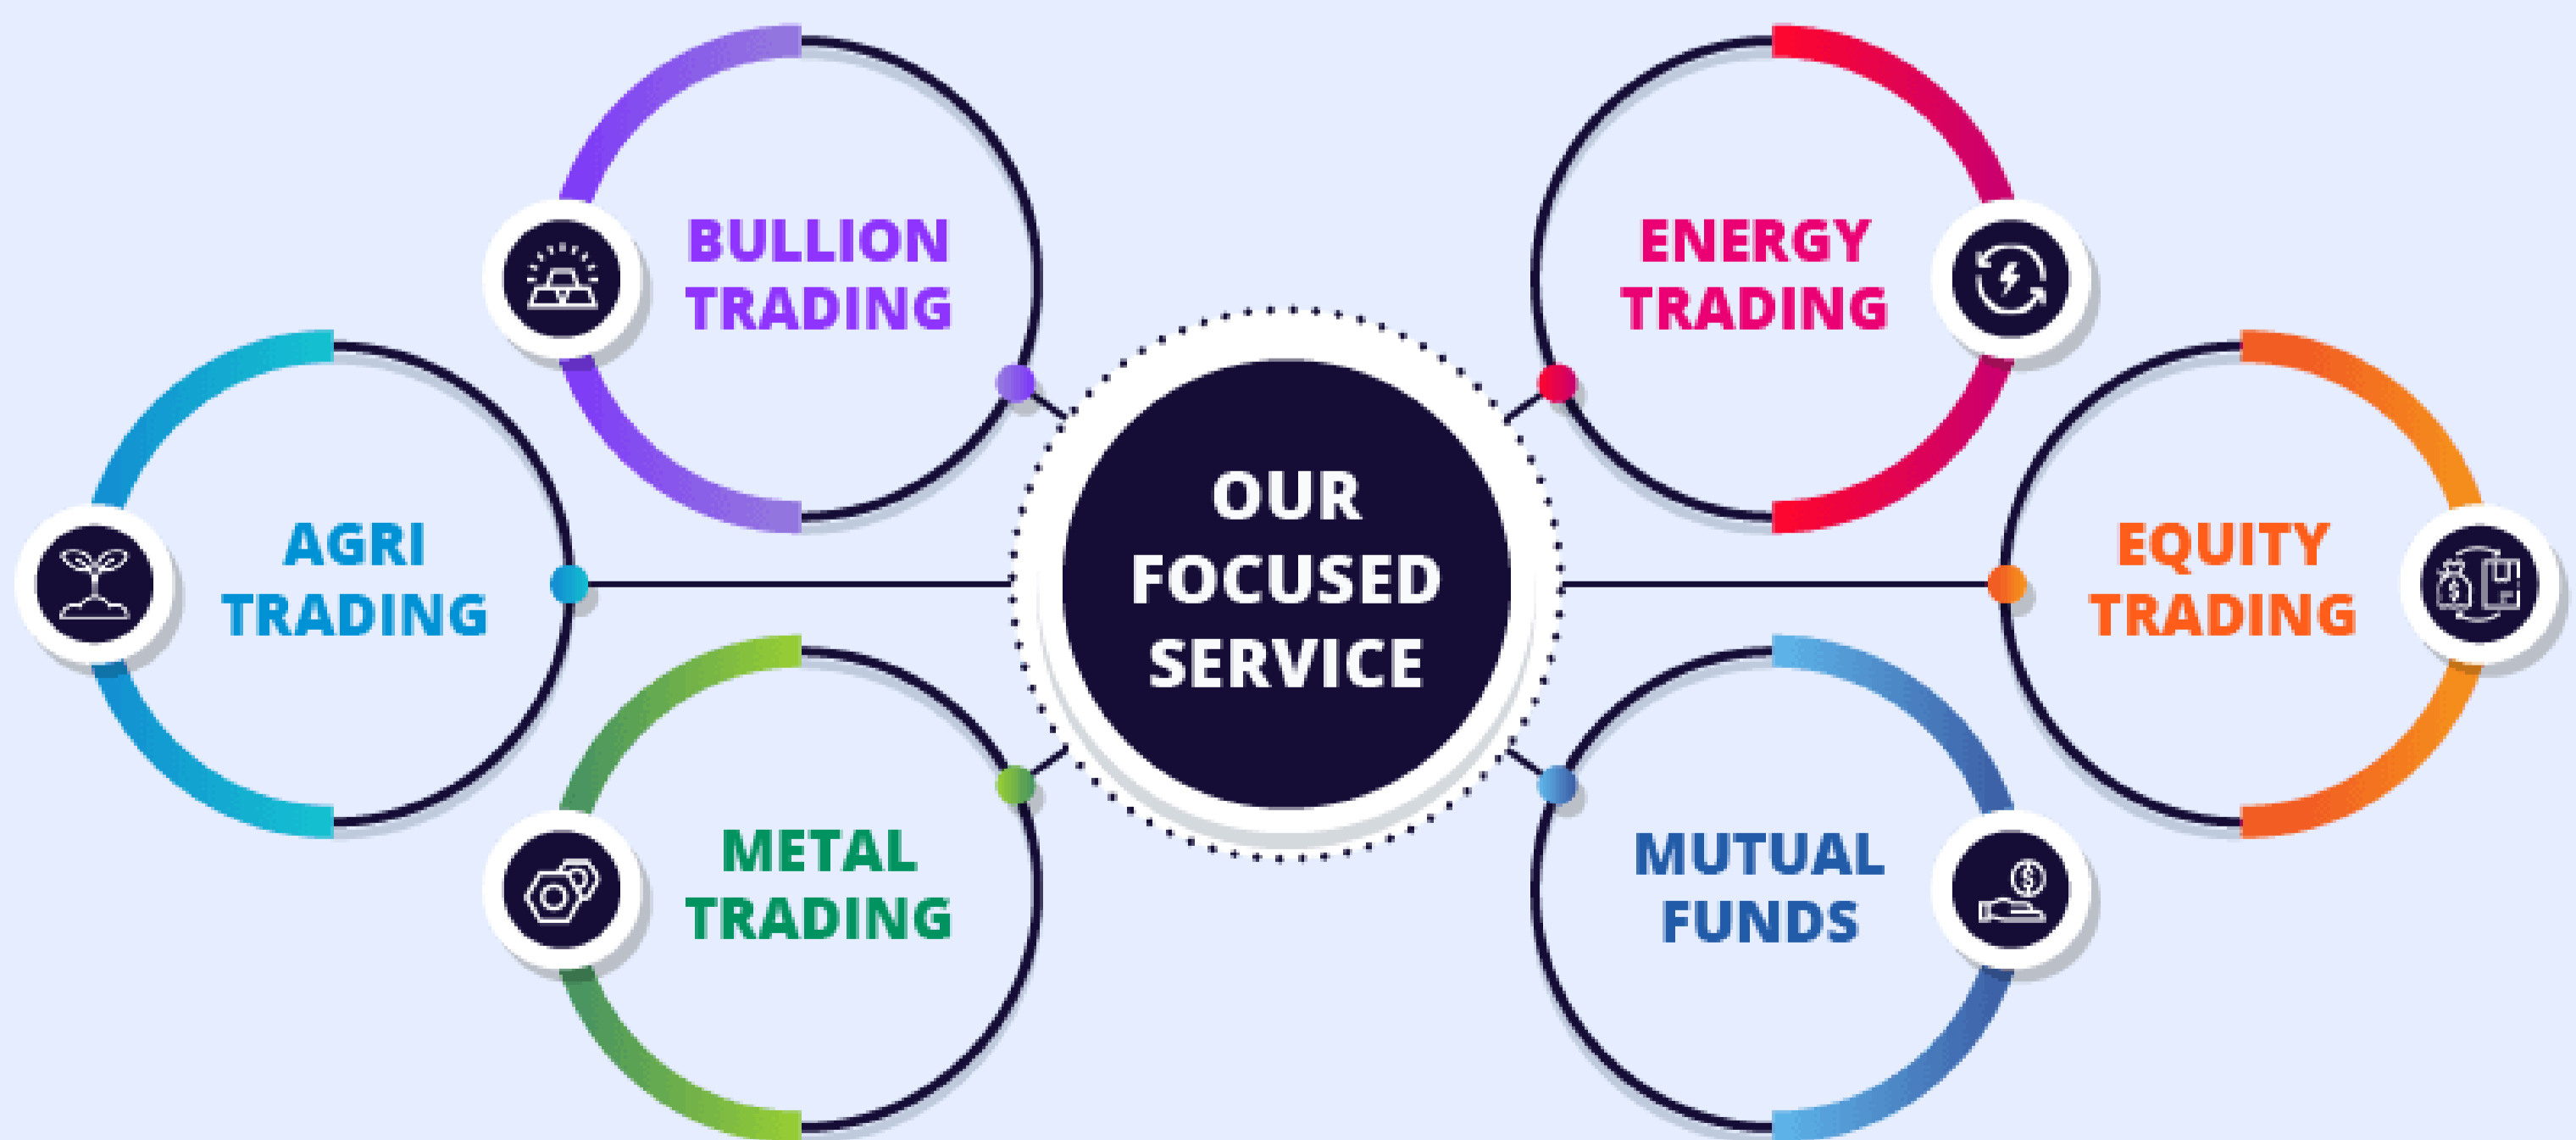 BULLION
TRADING
ENERGY
TRADING
AGRI
TRADING
OUR
FOCUSED
SERVICE
EQUITY
TRADING
METAL
TRADING
MUTUAL
FUNDS